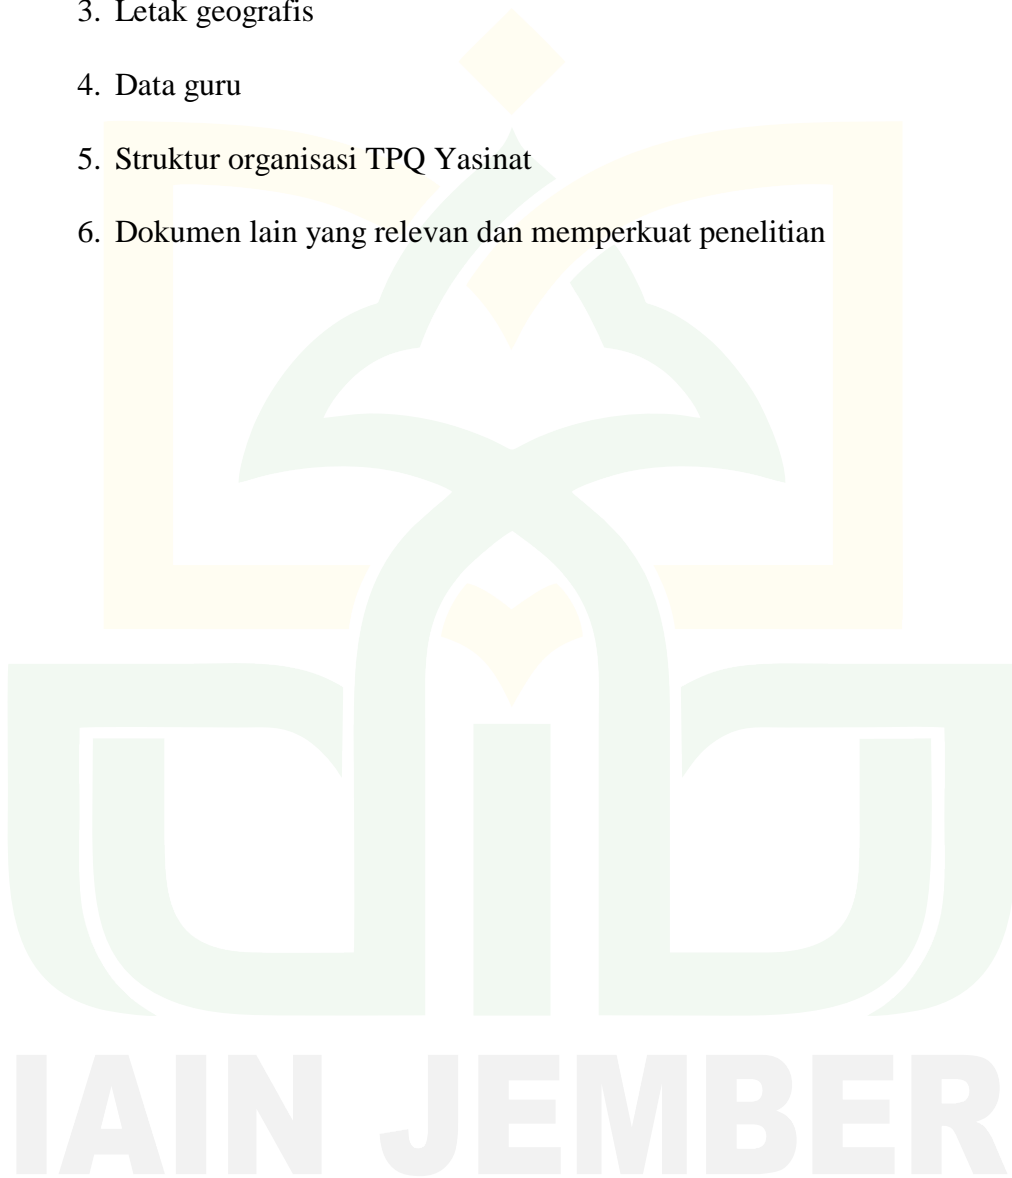 3. Letak geografis
4. Data guru
5. Struktur organisasi TPQ Yasinat
6. Dokumen lain yang relevan dan memperkuat penelitian
IAIN JEMBER